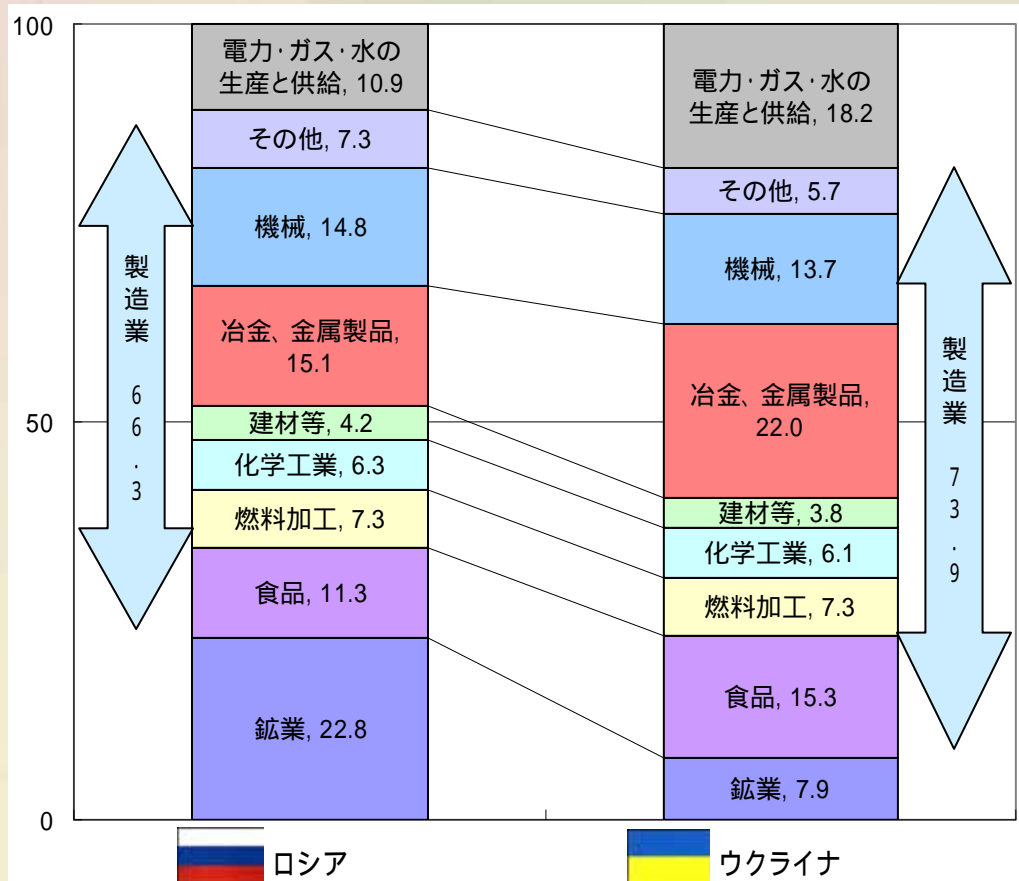 100
50
0
電力・ガス・水の
生産と供給, 10.9
その他, 7.3
機械, 14.8
冶金、金属製品,
15.1
建材等, 4.2
化学工業, 6.3
燃料加工, 7.3
食品, 11.3
鉱業, 22.8
製造業 66.3
電力・ガス・水の
生産と供給, 18.2
その他, 5.7
機械, 13.7
冶金、金属製品,
22.0
建材等, 3.8
化学工業, 6.1
燃料加工, 7.3
食品, 15.3
鉱業, 7.9
製造業 73.9
ロシア
ウクライナ